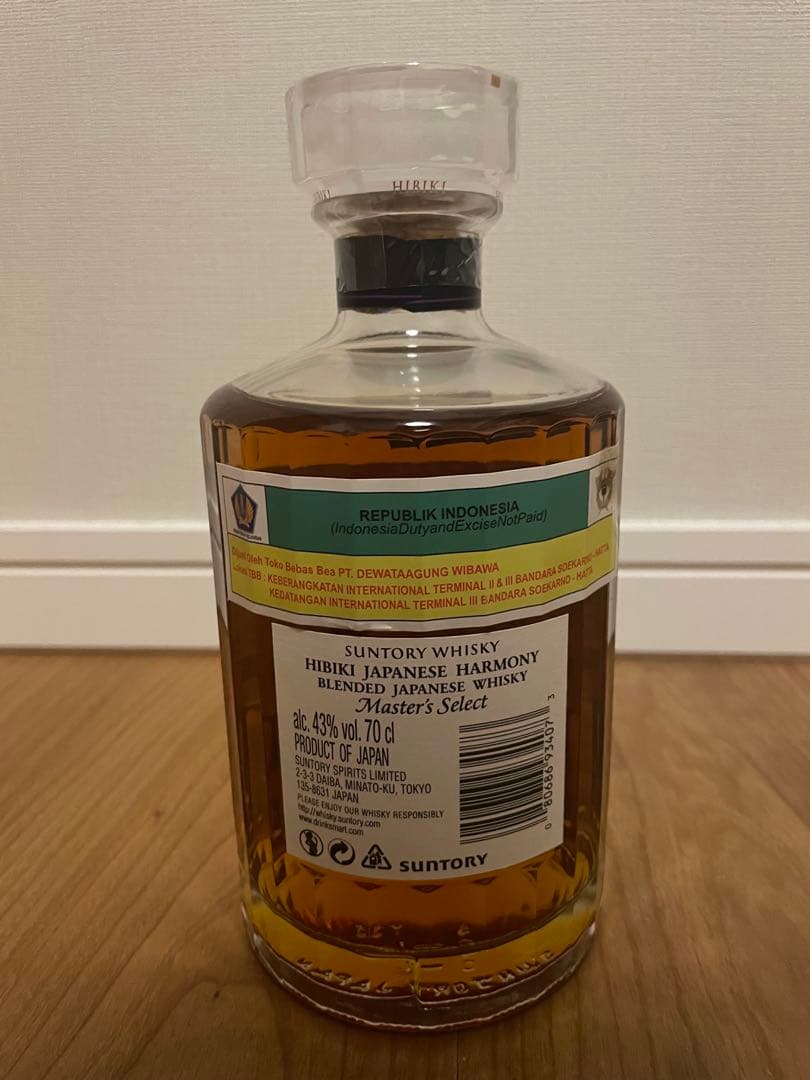 HIBIKI
REPUBLIK INDONESIA
(IndonesiaDutyandExciseNotPaid)
Dijual Oleh Toko Bebas Bea PT. DEWATAAGUNG WIBAWA
Lokasi TBB : KEBERANGKATAN INTERNATIONAL TERMINAL II & III BANDARA SOEKARNO-HATTA
KEDATANGAN INTERNATIONAL TERMINAL III BANDARA SOEKARNO - HATTA
SUNTORY WHISKY
HIBIKI JAPANESE HARMONY
BLENDED JAPANESE WHISKY
Master's Select
alc. 43% vol. 70 cl
PRODUCT OF JAPAN
SUNTORY SPIRITS LIMITED
2-3-3 DAIBA, MINATO-KU, TOKYO
135-8631 JAPAN
PLEASE ENJOY OUR WHISKY RESPONSIBLY
http://whisky.suntory.com
www.drinksmart.com
SUNTORY
0 80686 93407 3